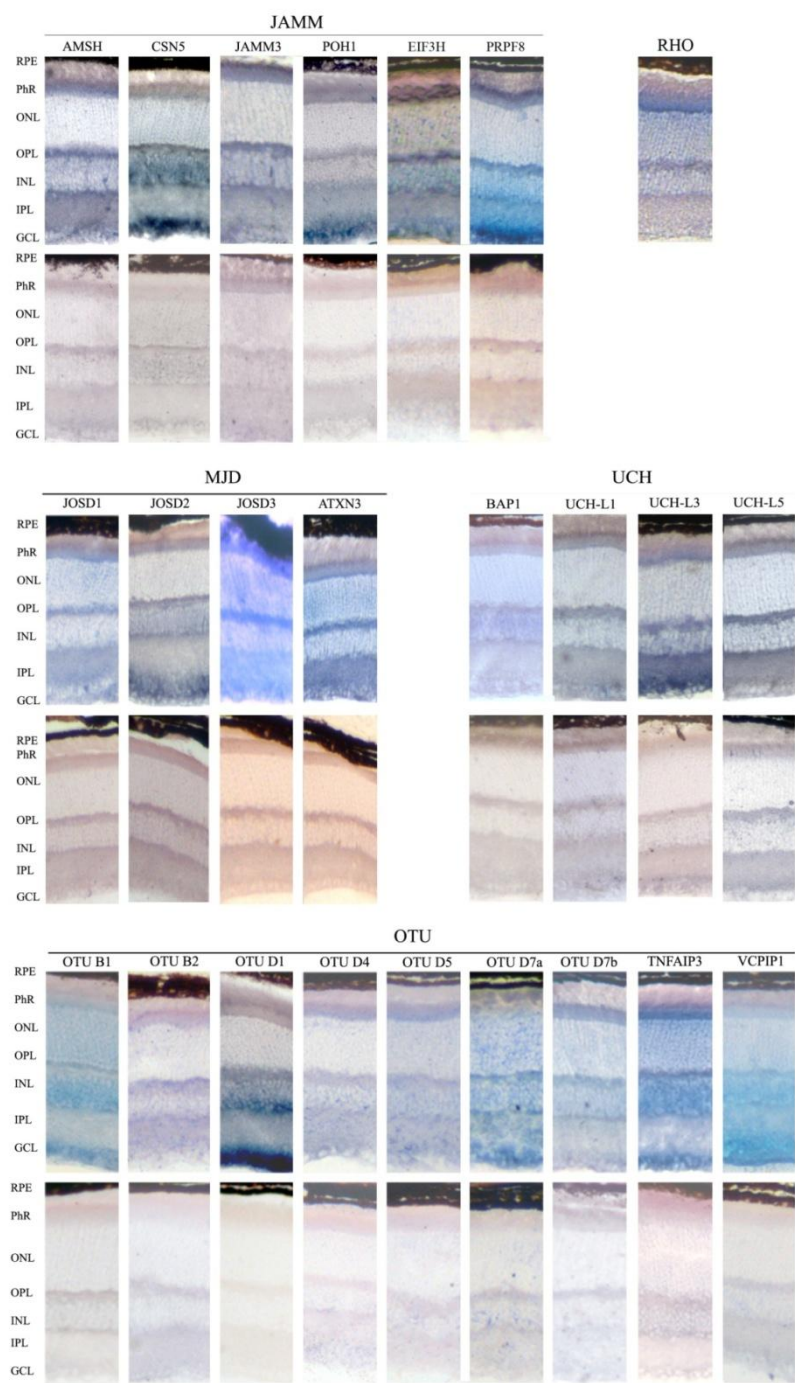 JAMM
AMSH CSN5 JAMM3 POH1 EIF3H PRPF8 RHO
RPE
PhR
ONL
OPL
INL
IPL
GCL
RPE
PhR
ONL
OPL
INL
IPL
GCL
MJD UCH
JOSD1 JOSD2 JOSD3 ATXN3 BAP1 UCH-L1 UCH-L3 UCH-L5
RPE
PhR
ONL
OPL
INL
IPL
GCL
RPE
PhR
ONL
OPL
INL
IPL
GCL
OTU
OTU B1 OTU B2 OTU D1 OTU D4 OTU D5 OTU D7a OTU D7b TNFAIP3 VCPIP1
RPE
PhR
ONL
OPL
INL
IPL
GCL
RPE
PhR
ONL
OPL
INL
IPL
GCL